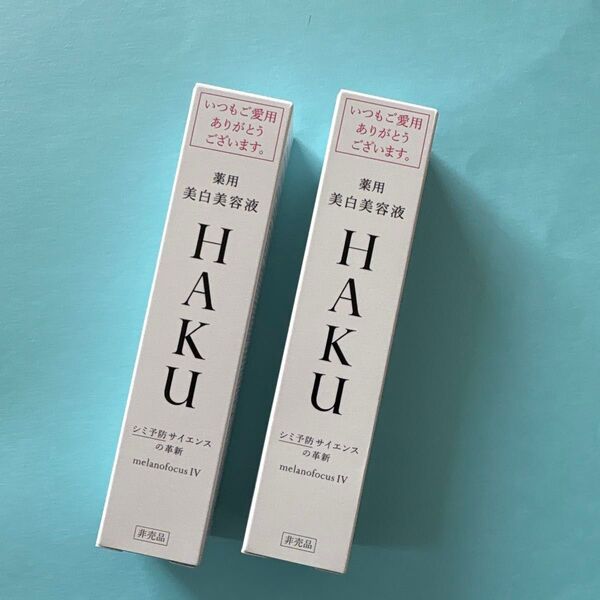 いつもご愛用
ありがとう
ございます。
薬用
美白美容液
HAKU
シミ予防サイエンス
の革新
melanofocus IV
非売品
いつもご愛用
ありがとう
ございます。
薬用
美白美容液
HAKU
シミ予防サイエンス
の革新
melanofocus IV
非売品